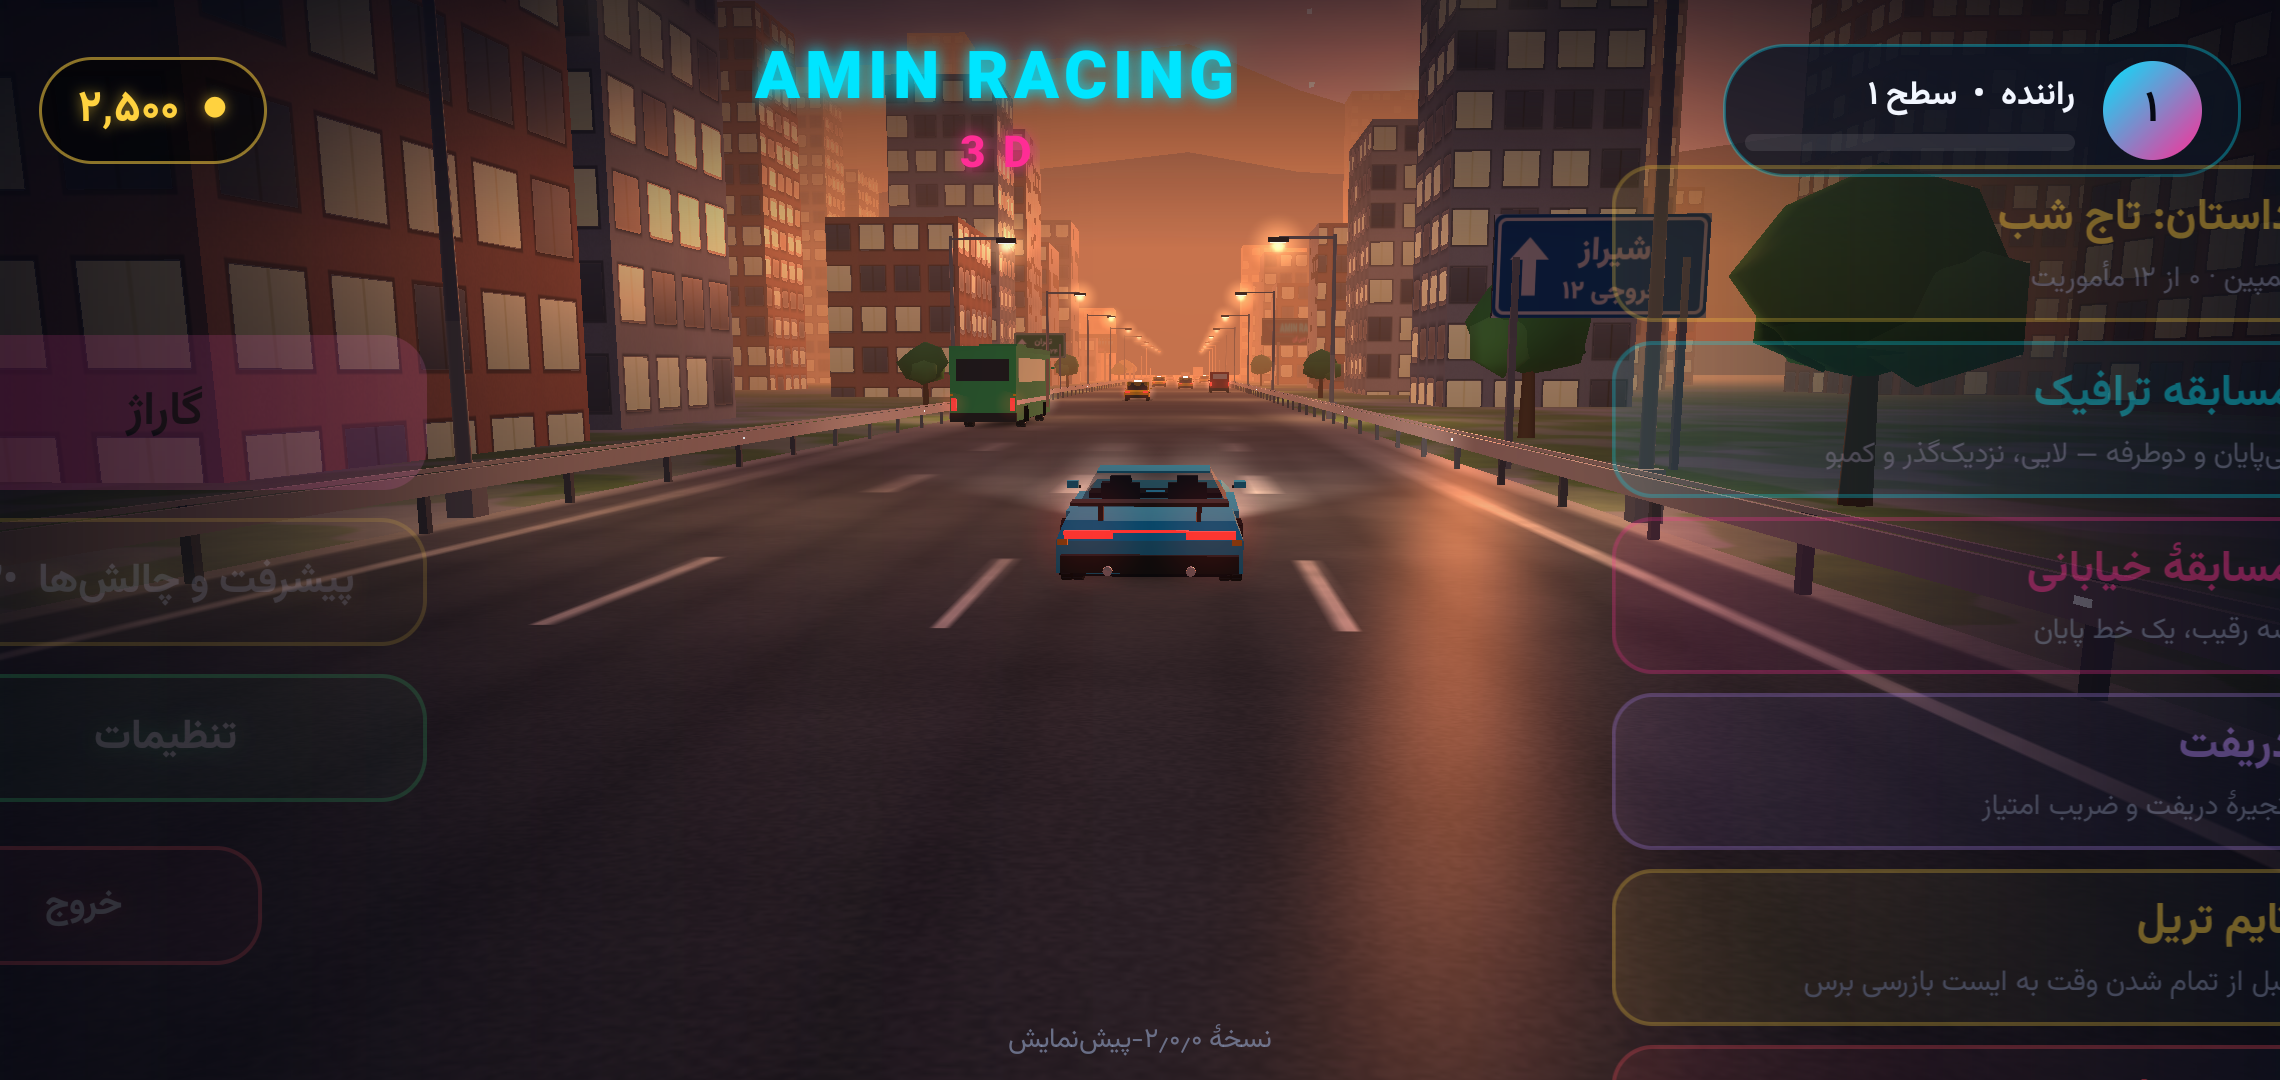 AMIN RACING
3 D
۲,۵۰۰
۱
راننده • سطح ۱
داستان: تاج شب
۰ از ۱۲ مأموریت
شیراز
خروجی ۱۲
مسابقه ترافیک
بی‌پایان و دوطرفه — لایی، نزدیک‌گذر و کمبو
مسابقهٔ خیابانی
سه رقیب، یک خط پایان
دریفت
دریفت و ضریب امتیاز
تایم تریل
قبل از تمام شدن وقت به ایست بازرسی برس
گاراژ
پیشرفت و چالش‌ها
تنظیمات
خروج
نسخهٔ ۲٫۰٫۰-پیش‌نمایش